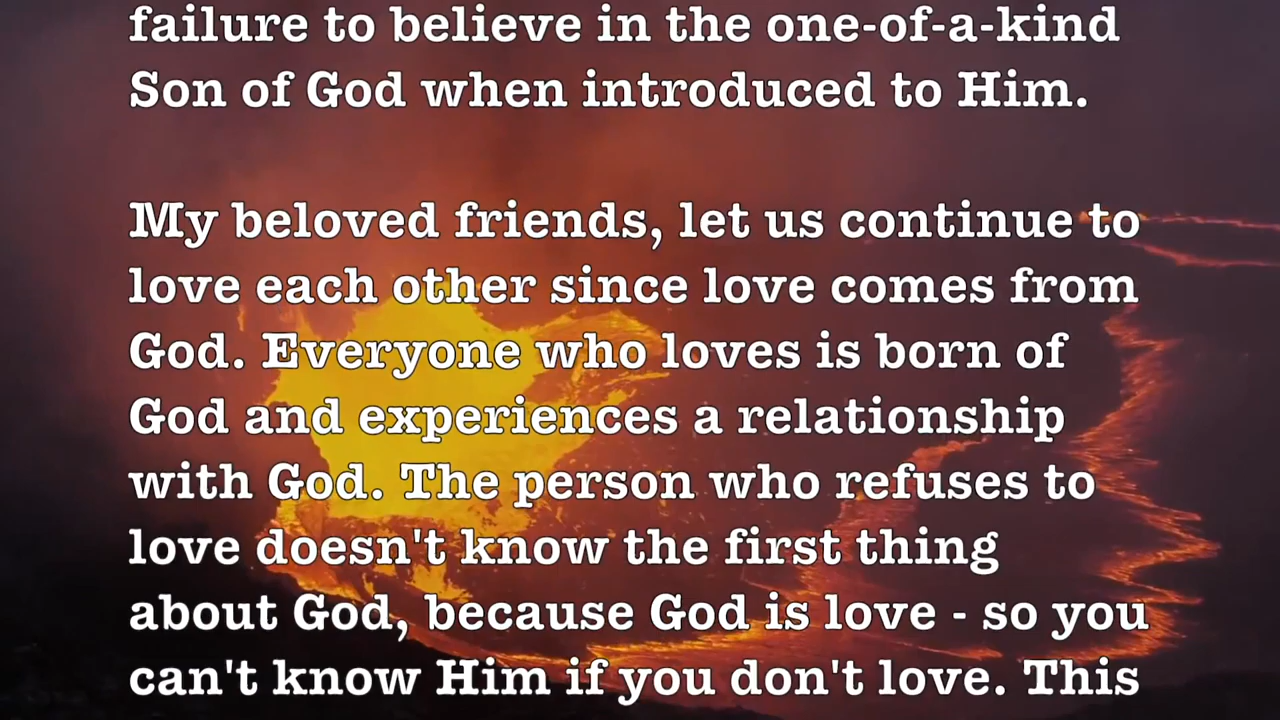 failure to believe in the one-of-a-kind
Son of God when introduced to Him.
My beloved friends, let us continue to
love each other since love comes from
God. Everyone who loves is born of
God and experiences a relationship
with God. The person who refuses to
love doesn't know the first thing
about God, because God is love - so you
can't know Him if you don't love. This